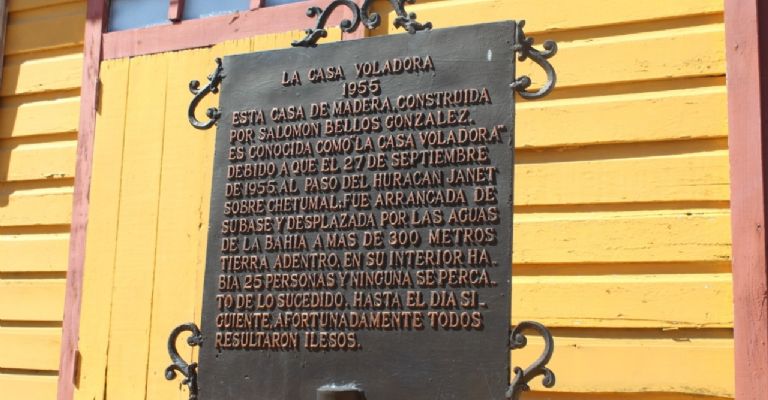 LA CASA VOLADORA
1955
ESTA CASA DE MADERA, CONSTRUIDA
POR SALOMON BELLOS GONZALEZ.
ES CONOCIDA COMO "LA CASA VOLADORA"
DEBIDO A QUE EL 27 DE SEPTIEMBRE
DE 1955, AL PASO DEL HURACAN JANET
SOBRE CHETUMAL; FUE ARRANCADA DE
SU BASE Y DESPLAZADA POR LAS AGUAS
DE LA BAHIA A MAS DE 300 METROS
TIERRA ADENTRO, EN SU INTERIOR HA_
BIA 25 PERSONAS Y NINGUNA SE PERCA_
TO DE LO SUCEDIDO. HASTA EL DIA SI_
GUIENTE, AFORTUNADAMENTE TODOS
RESULTARON ILESOS.